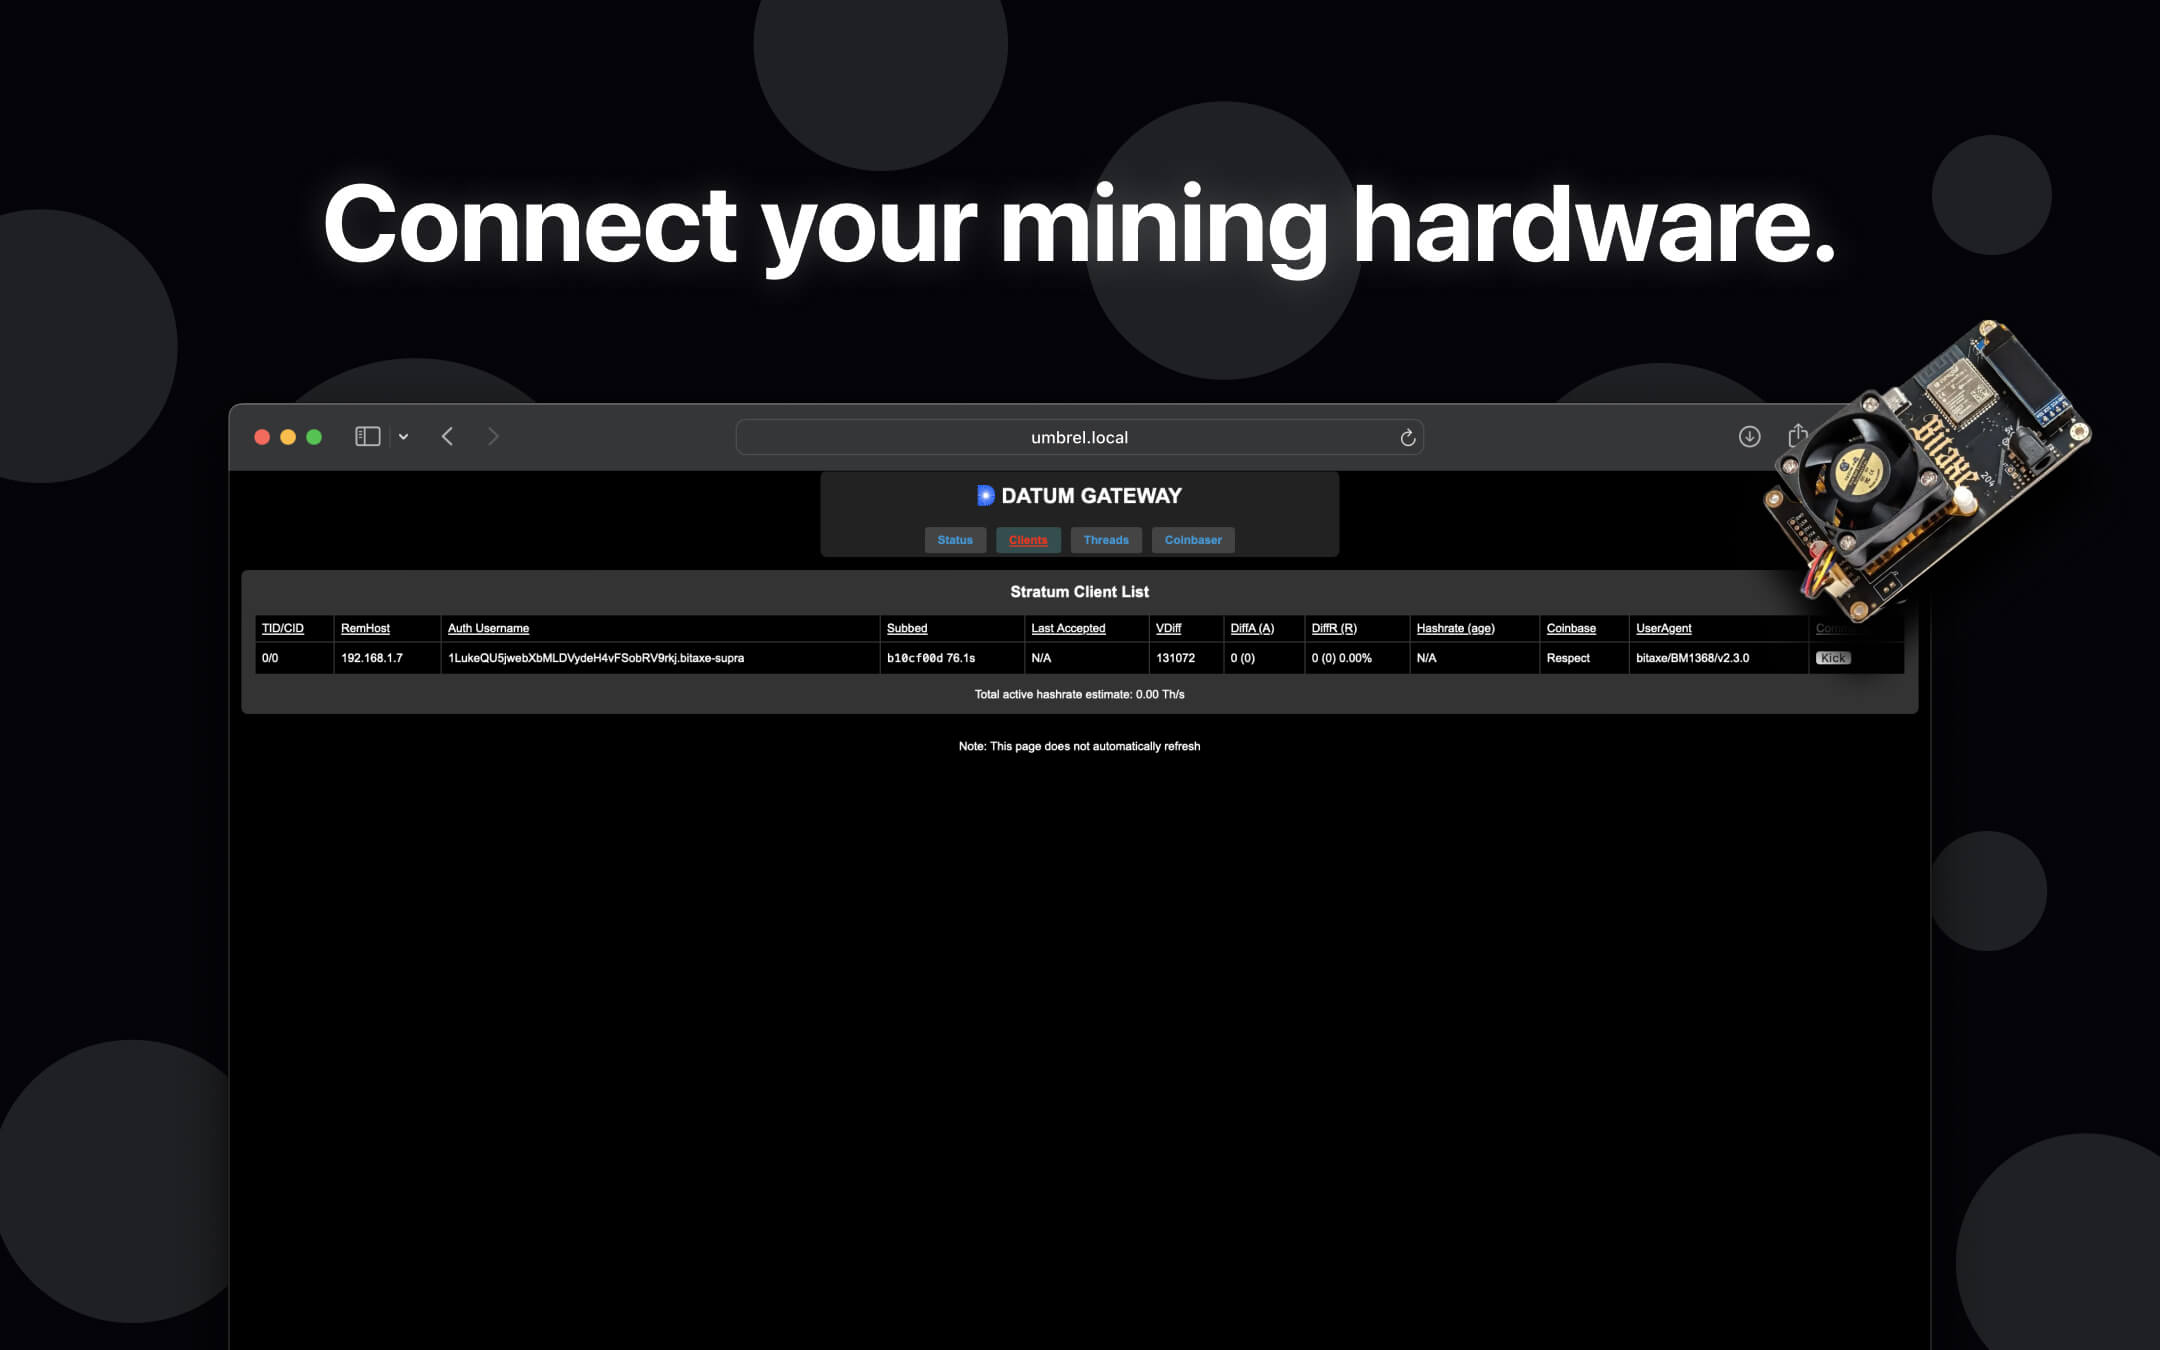 Connect your mining hardware.
umbrel.local
DATUM GATEWAY
Status Clients Threads Coinbaser
Stratum Client List
TID/CID RemHost Auth Username Subbed Last Accepted VDiff DiffA (A) DiffR (R) Hashrate (age) Coinbase UserAgent
0/0 192.168.1.7 1LukeQU5jwebXbMLDVydeH4vFSobRV9rkj.bitaxe-supra b10cf00d 76.1s N/A 131072 0 (0) 0 (0) 0.00% N/A Respect bitaxe/BM1368/v2.3.0 Kick
Total active hashrate estimate: 0.00 Th/s
Note: This page does not automatically refresh
Bitaxe
204